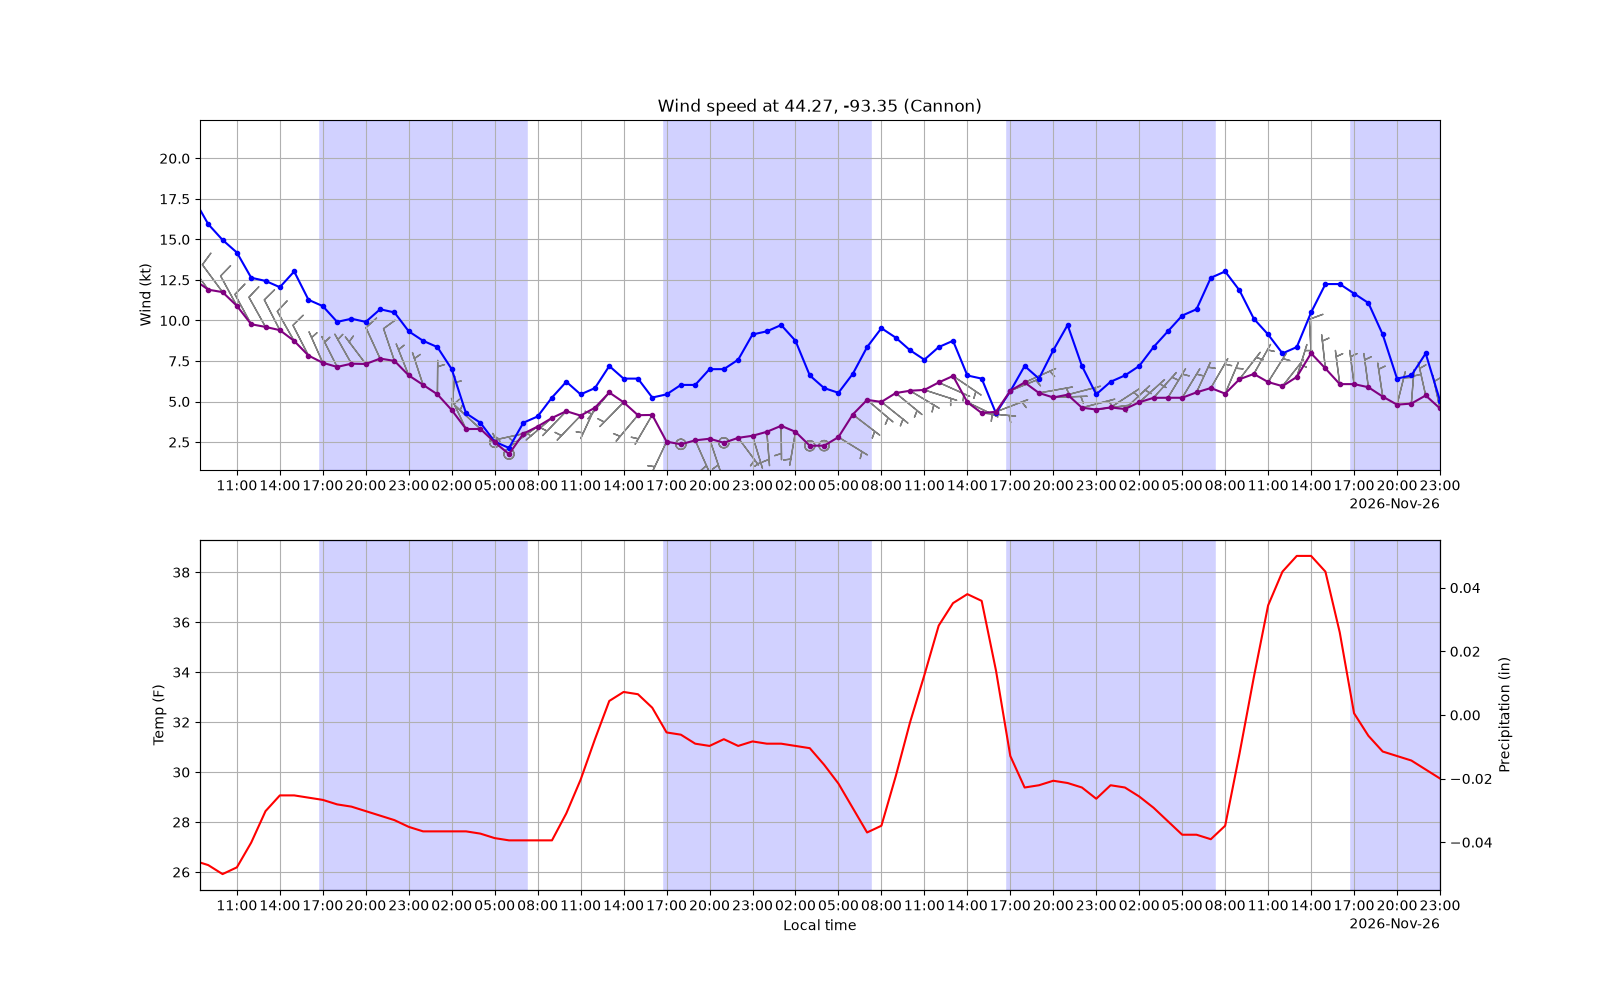 Wind speed at 44.27, -93.35 (Cannon)
Wind (kt)
20.0
17.5
15.0
12.5
10.0
7.5
5.0
2.5
11:00 14:00 17:00 20:00 23:00 02:00 05:00 08:00 11:00 14:00 17:00 20:00 23:00 02:00 05:00 08:00 11:00 14:00 17:00 20:00 23:00 02:00 05:00 08:00 11:00 14:00 17:00 20:00 23:00
2026-Nov-26
Temp (F)
38
36
34
32
30
28
26
0.04
0.02
0.00
−0.02
−0.04
Precipitation (in)
11:00 14:00 17:00 20:00 23:00 02:00 05:00 08:00 11:00 14:00 17:00 20:00 23:00 02:00 05:00 08:00 11:00 14:00 17:00 20:00 23:00 02:00 05:00 08:00 11:00 14:00 17:00 20:00 23:00
Local time
2026-Nov-26